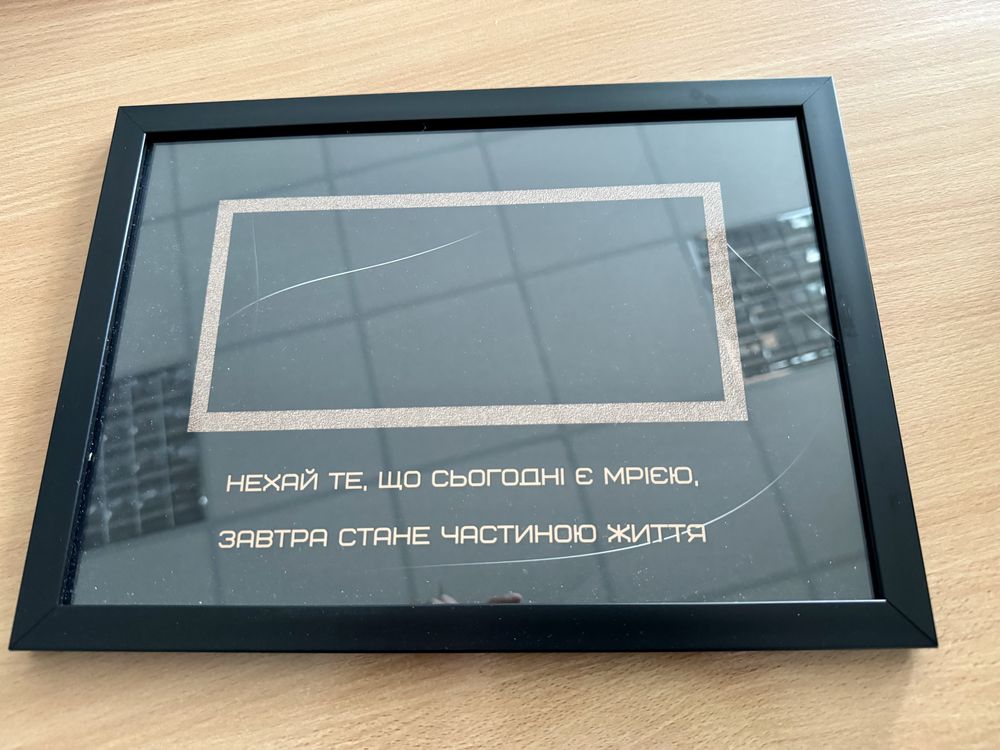 НЕХАЙ ТЕ, ЩО СЬОГОДНІ Є МРІЄЮ,
ЗАВТРА СТАНЕ ЧАСТИНОЮ ЖИТТЯ